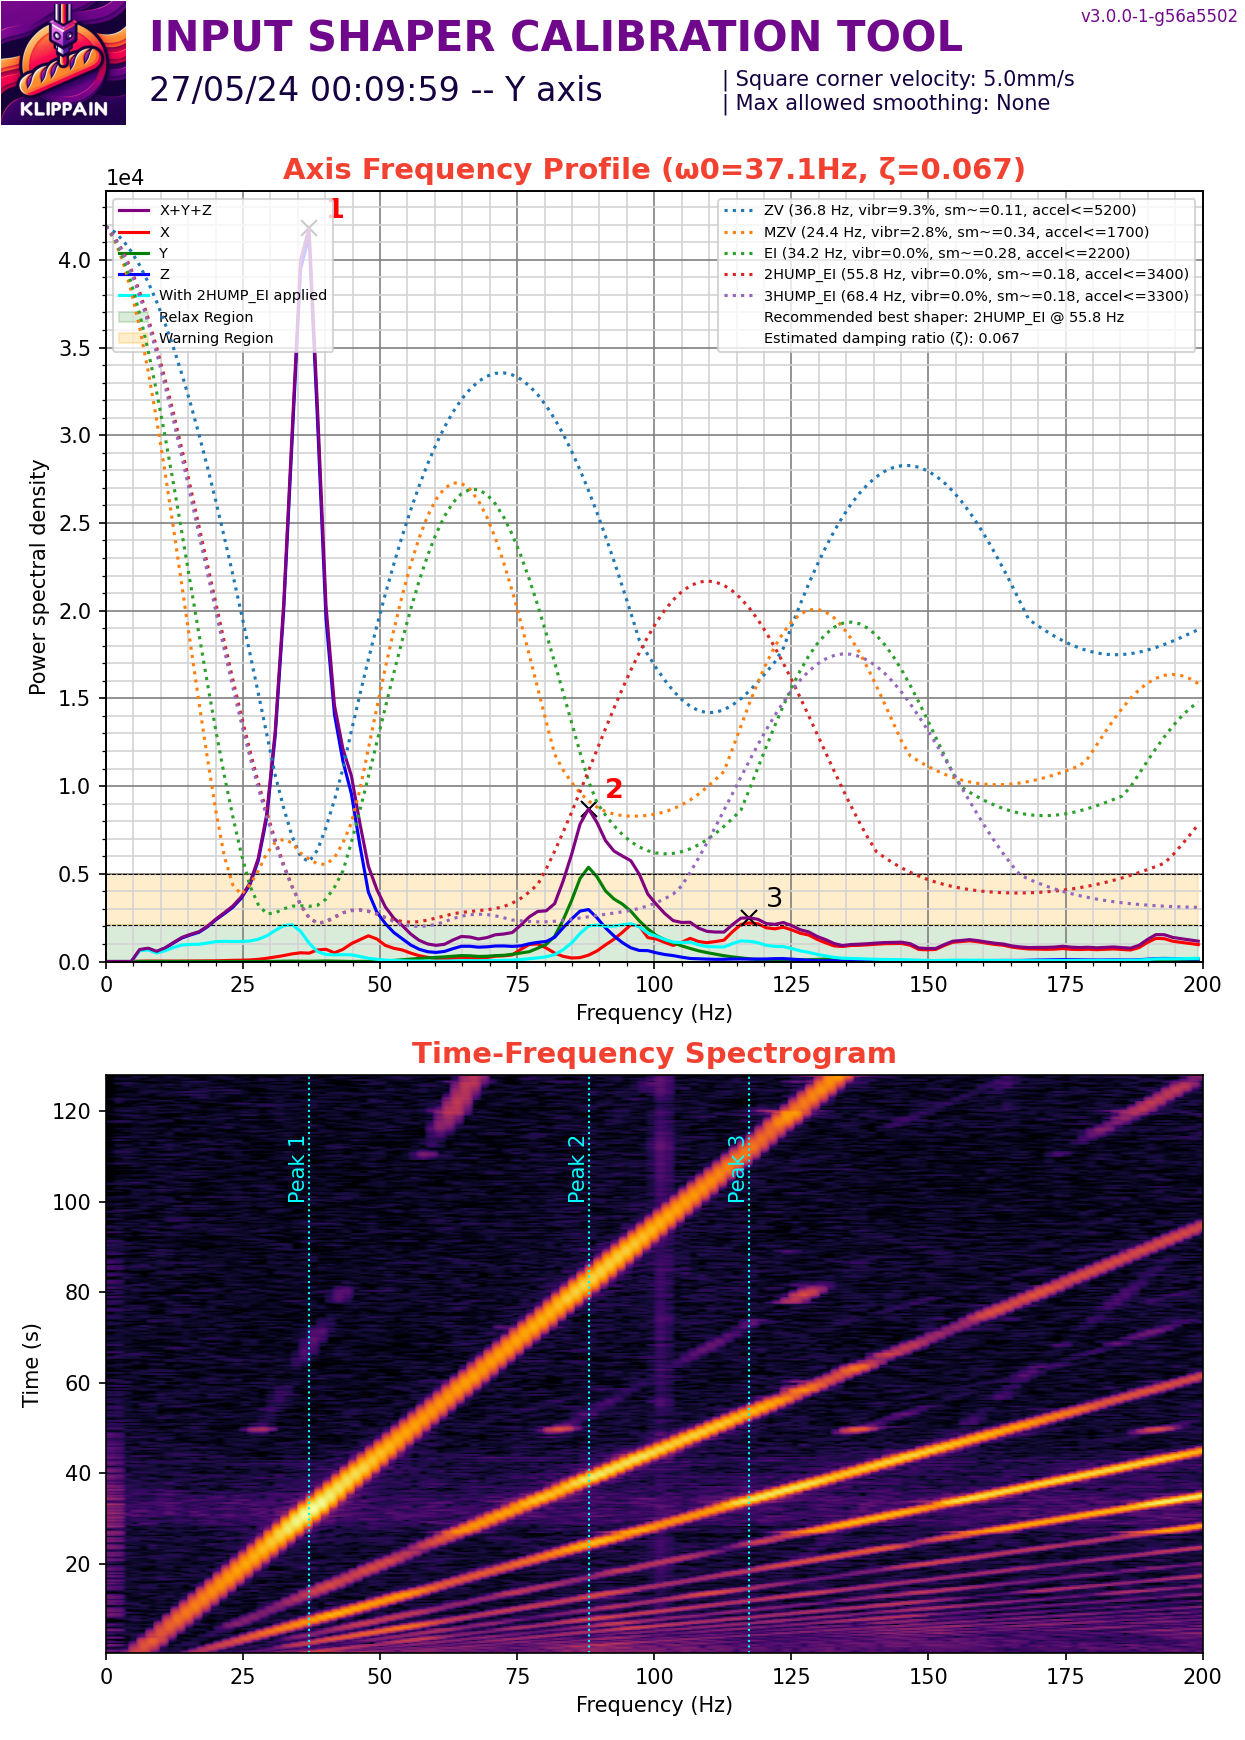 v3.0.0-1-g56a5502
INPUT SHAPER CALIBRATION TOOL
27/05/24 00:09:59 -- Y axis
| Square corner velocity: 5.0mm/s
| Max allowed smoothing: None
KLIPPAIN
Axis Frequency Profile (ω0=37.1Hz, ζ=0.067)
1e4
X+Y+Z
X
Y
Z
With 2HUMP_EI applied
Relax Region
Warning Region
ZV (36.8 Hz, vibr=9.3%, sm~=0.11, accel<=5200)
MZV (24.4 Hz, vibr=2.8%, sm~=0.34, accel<=1700)
EI (34.2 Hz, vibr=0.0%, sm~=0.28, accel<=2200)
2HUMP_EI (55.8 Hz, vibr=0.0%, sm~=0.18, accel<=3400)
3HUMP_EI (68.4 Hz, vibr=0.0%, sm~=0.18, accel<=3300)
Recommended best shaper: 2HUMP_EI @ 55.8 Hz
Estimated damping ratio (ζ): 0.067
1
2
3
Power spectral density
4.0
3.5
3.0
2.5
2.0
1.5
1.0
0.5
0.0
0 25 50 75 100 125 150 175 200
Frequency (Hz)
Time-Frequency Spectrogram
Peak 1
Peak 2
Peak 3
Time (s)
120
100
80
60
40
20
0 25 50 75 100 125 150 175 200
Frequency (Hz)